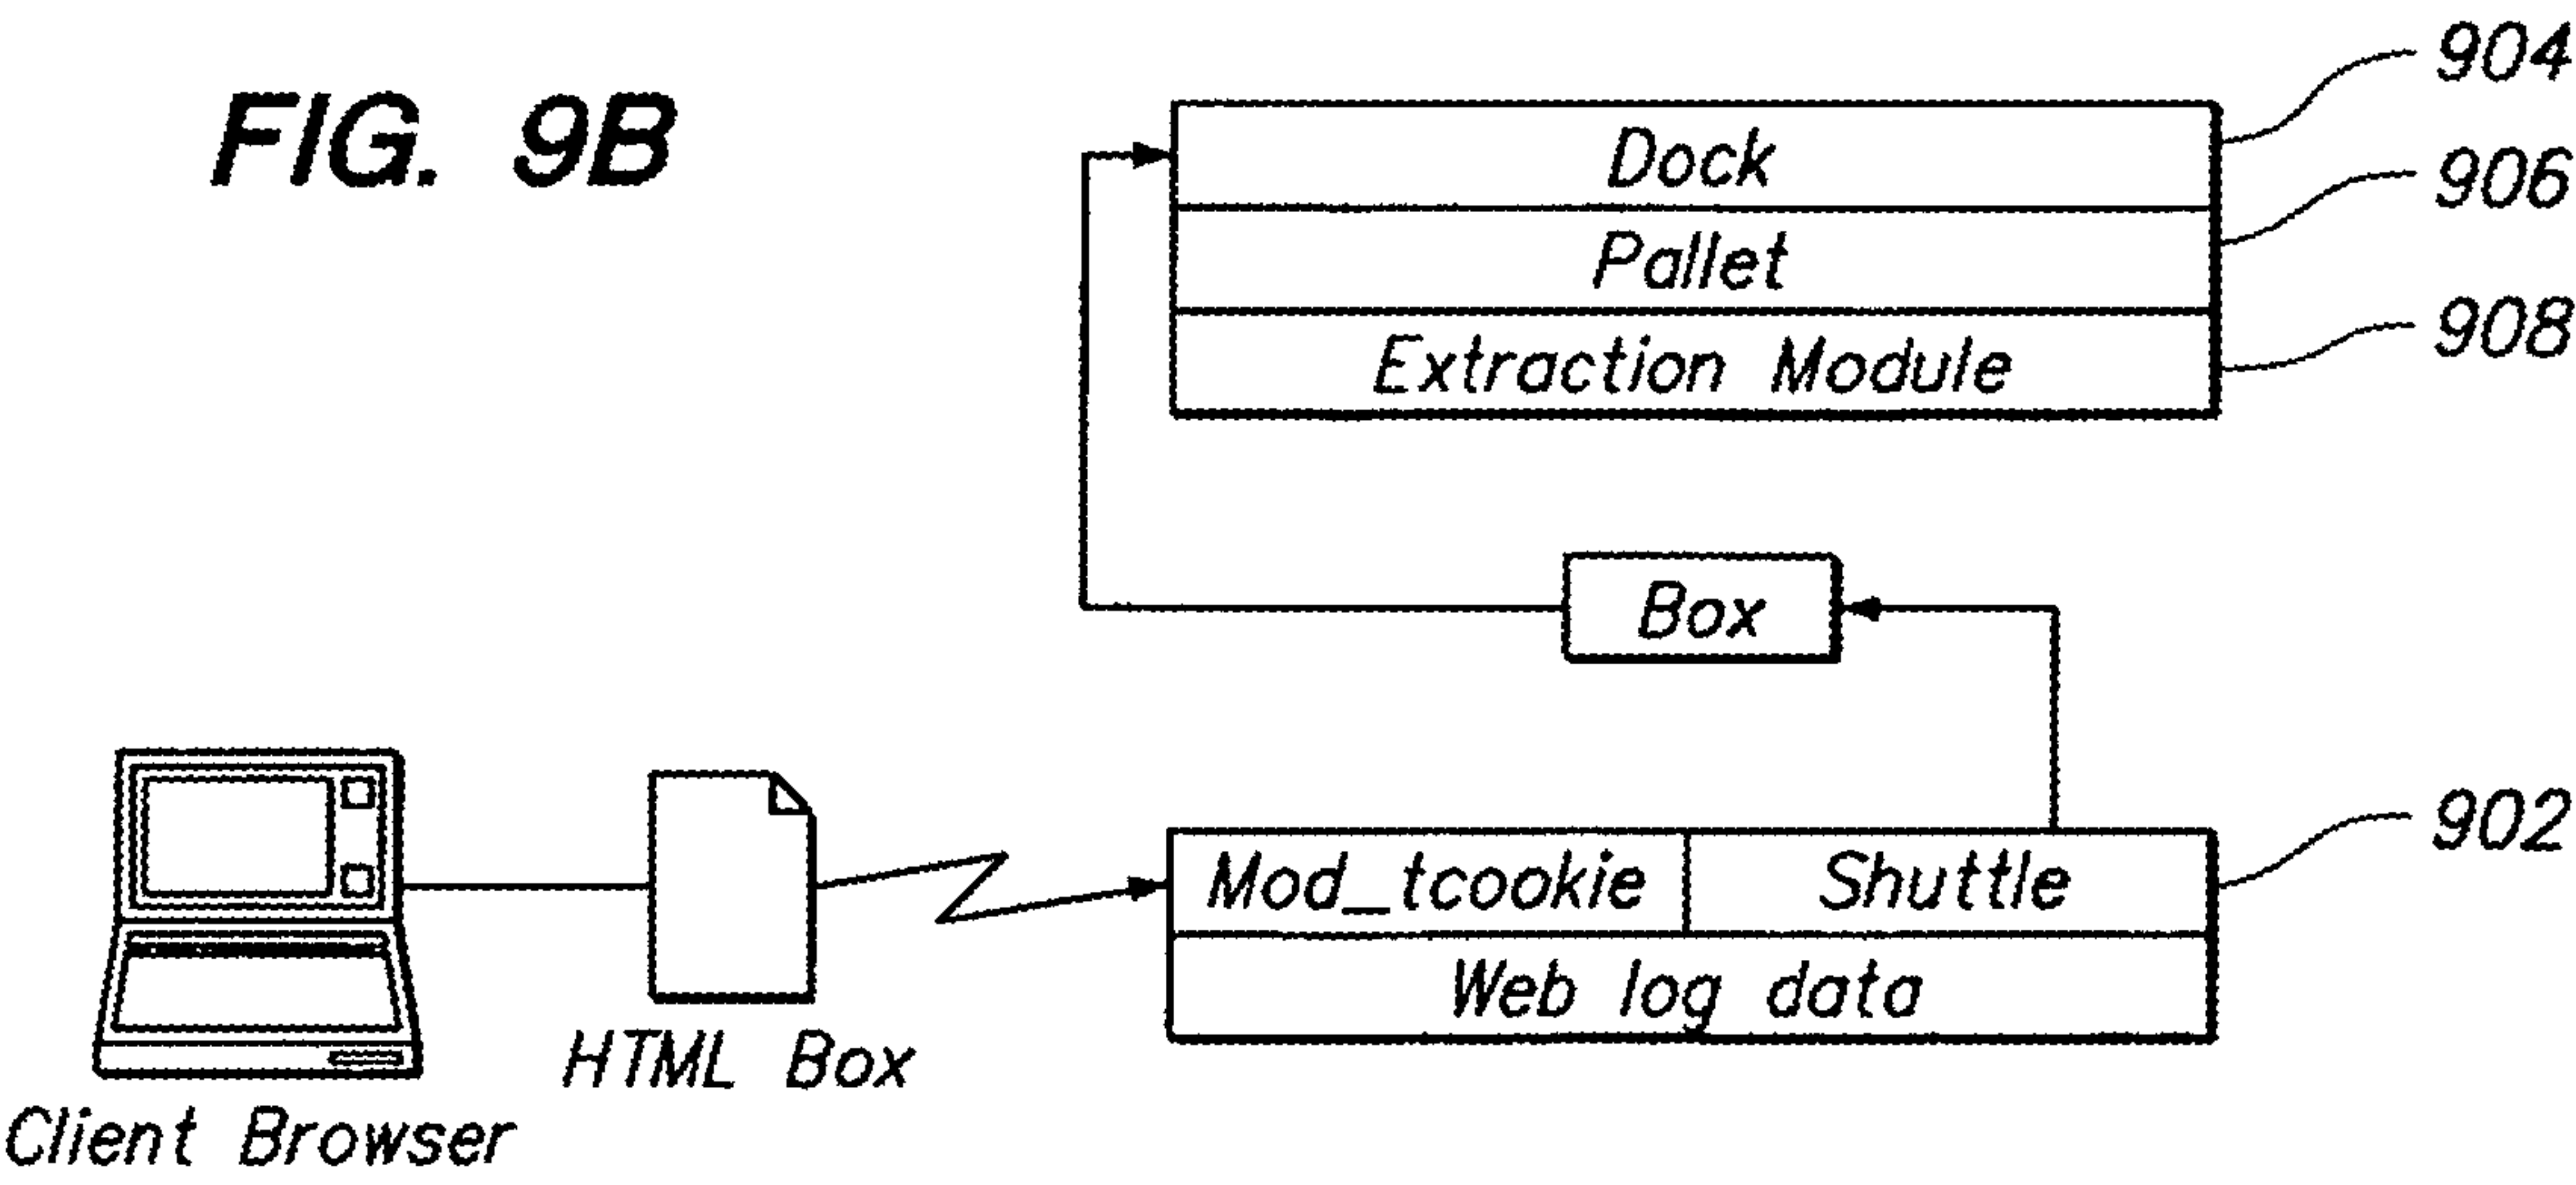 FIG. 9B
904
Dock
906
Pallet
908
Extraction Module
Box
902
Mod_tcookie Shuttle
Web log data
HTML Box
Client Browser